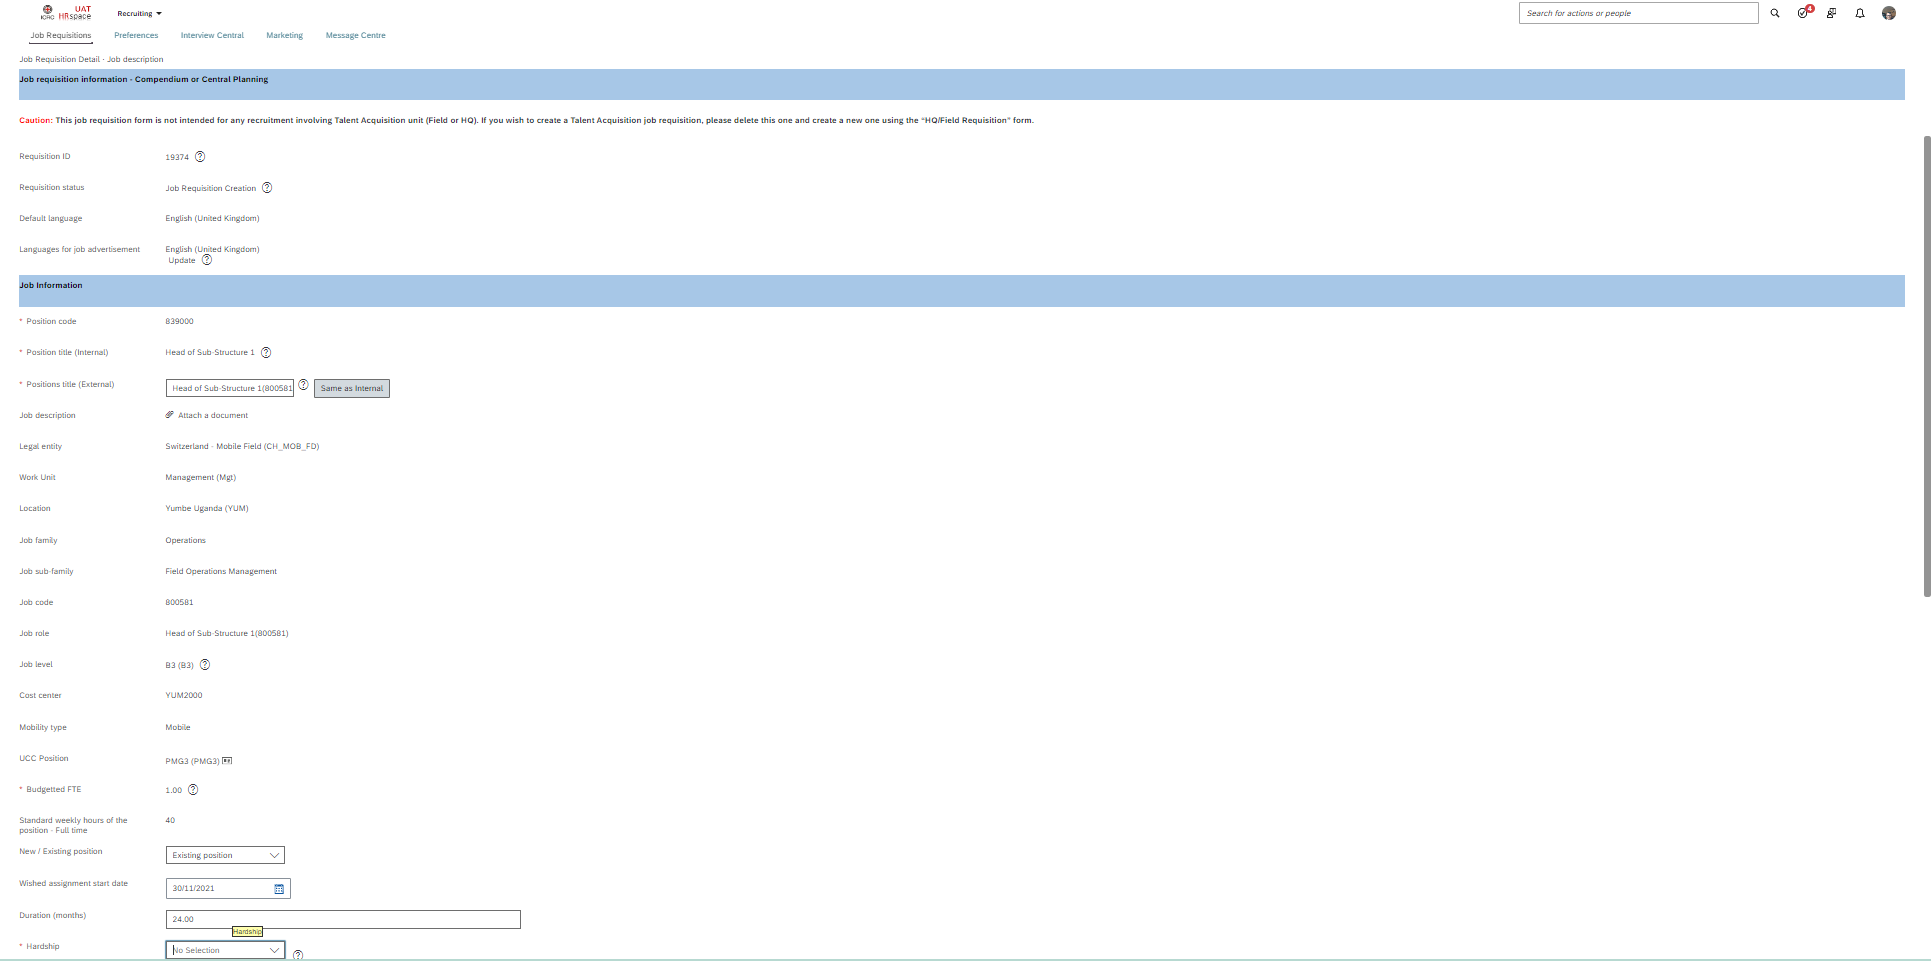 UAT
ICRC HRspace
Recruiting
Search for actions or people
4
Job Requisitions Preferences Interview Central Marketing Message Centre
Job Requisition Detail - Job description
Job requisition information - Compendium or Central Planning
Caution: This job requisition form is not intended for any recruitment involving Talent Acquisition unit (Field or HQ). If you wish to create a Talent Acquisition job requisition, please delete this one and create a new one using the "HQ/Field Requisition" form.
Requisition ID 19374 ?
Requisition status Job Requisition Creation ?
Default language English (United Kingdom)
Languages for job advertisement English (United Kingdom)
Update ?
Job Information
* Position code 839000
* Position title (Internal) Head of Sub-Structure 1 ?
* Positions title (External) Head of Sub-Structure 1(800581 ? Same as Internal
Job description Attach a document
Legal entity Switzerland - Mobile Field (CH_MOB_FD)
Work Unit Management (Mgt)
Location Yumbe Uganda (YUM)
Job family Operations
Job sub-family Field Operations Management
Job code 800581
Job role Head of Sub-Structure 1(800581)
Job level B3 (B3) ?
Cost center YUM2000
Mobility type Mobile
UCC Position PMG3 (PMG3)
* Budgetted FTE 1.00 ?
Standard weekly hours of the 40
position - Full time
New / Existing position Existing position
Wished assignment start date 30/11/2021
Duration (months) 24.00
Hardship
* Hardship No Selection ?